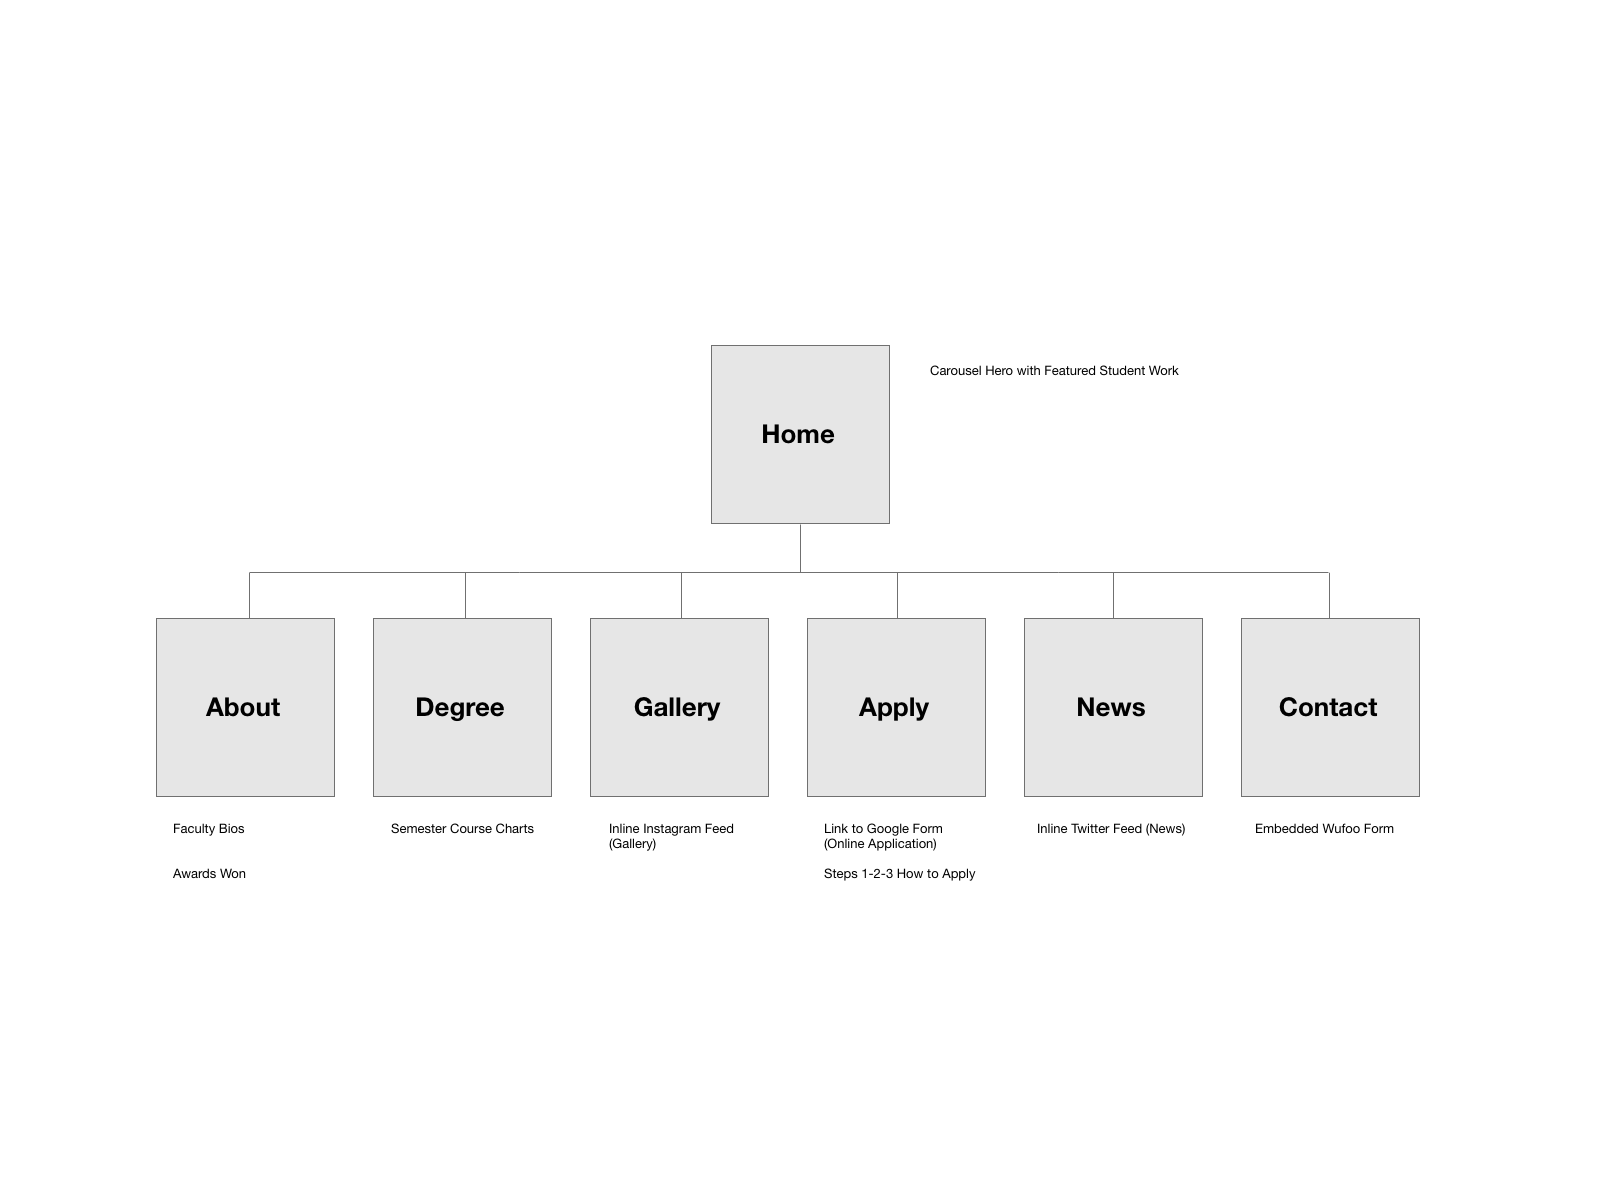 Home
Carousel Hero with Featured Student Work
About
Degree
Gallery
Apply
News
Contact
Faculty Bios
Awards Won
Semester Course Charts
Inline Instagram Feed
(Gallery)
Link to Google Form
(Online Application)
Steps 1-2-3 How to Apply
Inline Twitter Feed (News)
Embedded Wufoo Form